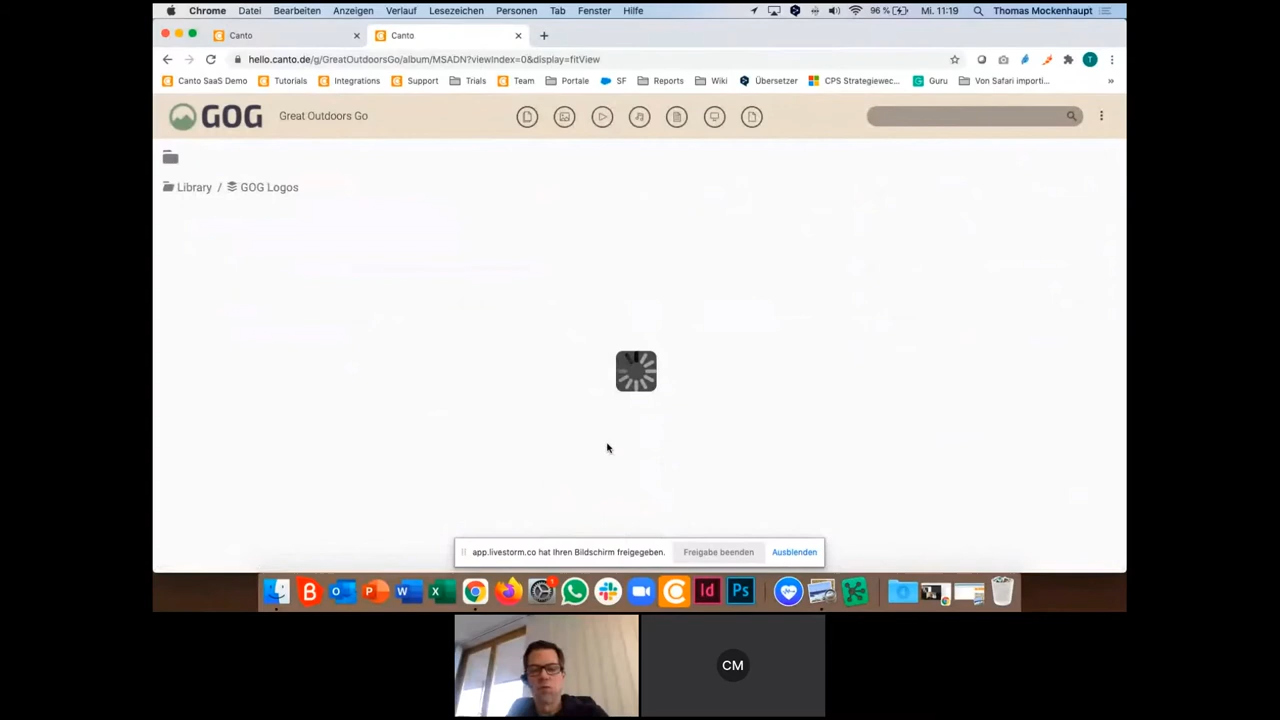 Chrome Datei Bearbeiten Anzeigen Verlauf Lesezeichen Personen Tab Fenster Hilfe 96 % Mi. 11:19 Thomas Mockenhaupt
Canto Canto
hello.canto.de/g/GreatOutdoorsGo/album/MSADN?viewIndex=0&display=fitView T
Canto SaaS Demo Tutorials Integrations Support Trials Team Portale SF Reports Wiki Übersetzer CPS Strategiewec... Guru Von Safari importi... »
GOG Great Outdoors Go
Library / GOG Logos
app.livestorm.co hat Ihren Bildschirm freigegeben. Freigabe beenden Ausblenden
B O P W X 1 C Id Ps
CM